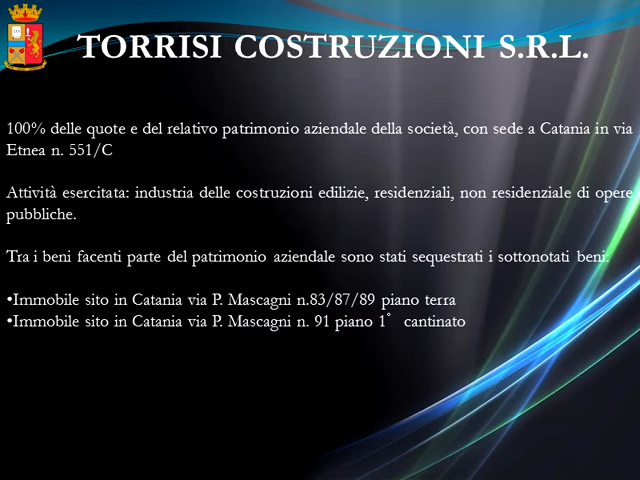 TORRISI COSTRUZIONI S.R.L.
100% delle quote e del relativo patrimonio aziendale della società, con sede a Catania in via
Etnea n. 551/C
Attività esercitata: industria delle costruzioni edilizie, residenziali, non residenziale di opere
pubbliche.
Tra i beni facenti parte del patrimonio aziendale sono stati sequestrati i sottonotati beni:
•Immobile sito in Catania via P. Mascagni n.83/87/89 piano terra
•Immobile sito in Catania via P. Mascagni n. 91 piano 1° cantinato